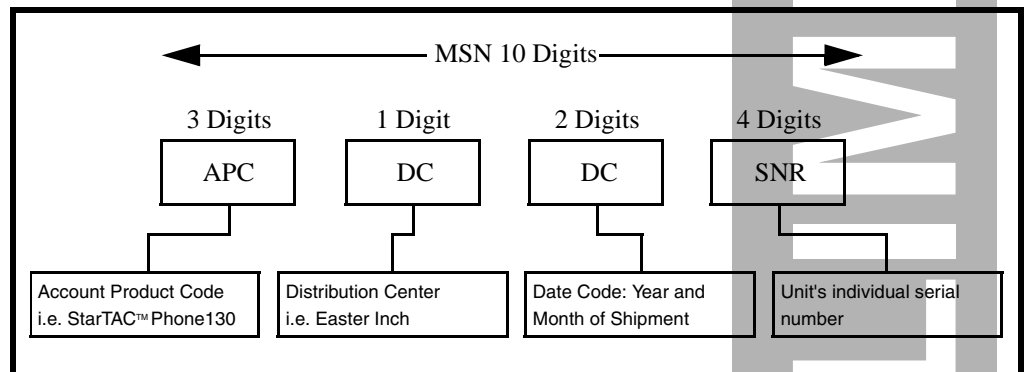 MSN 10 Digits
3 Digits 1 Digit 2 Digits 4 Digits
APC DC DC SNR
Account Product Code
i.e. StarTAC™ Phone130
Distribution Center
i.e. Easter Inch
Date Code: Year and
Month of Shipment
Unit's individual serial
number